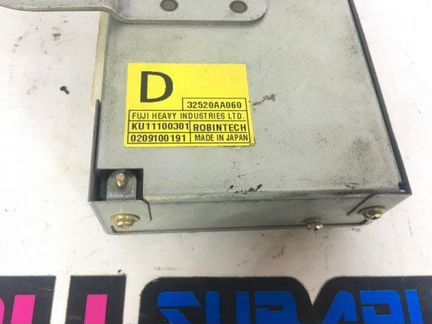 D
32520AA060
FUJI HEAVY INDUSTRIES LTD.
KU11100301 ROBINTECH
0209100191 MADE IN JAPAN
SUBARU